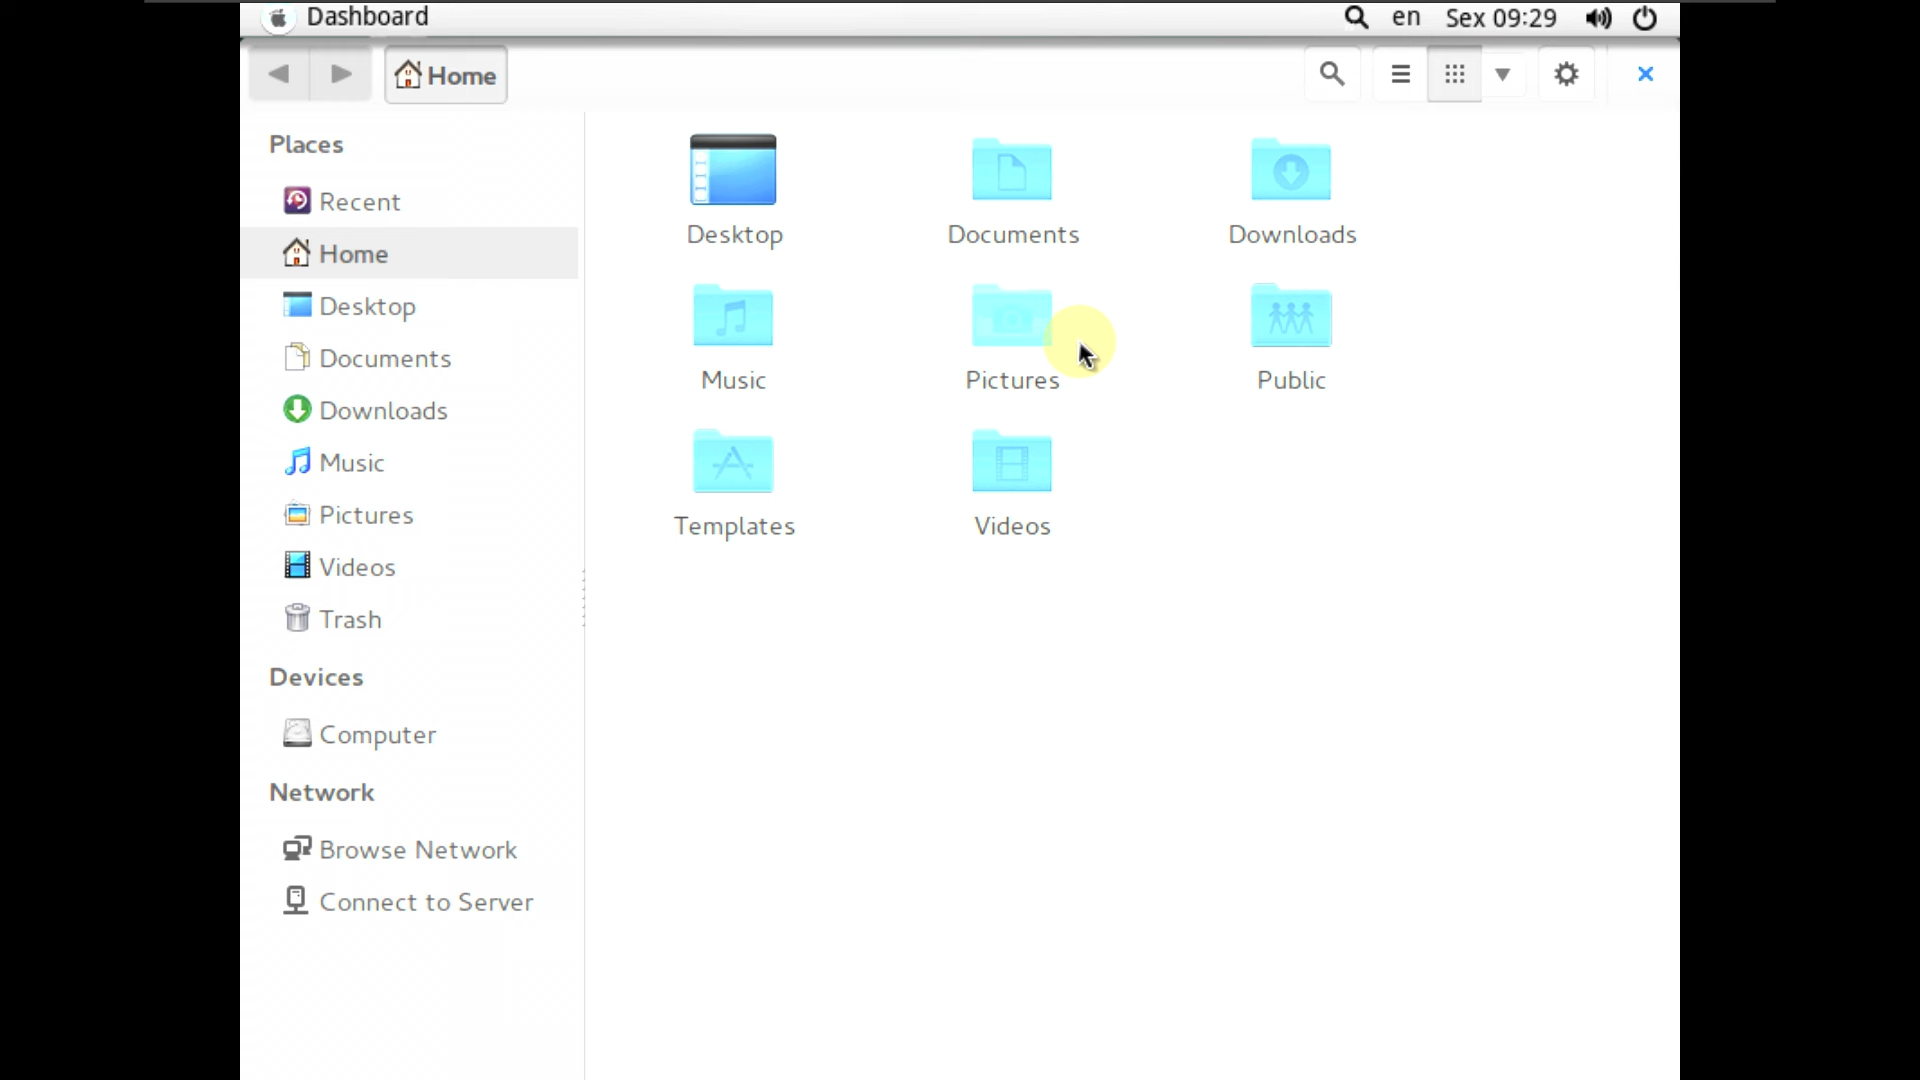 Dashboard
en Sex 09:29
Home
Places
Recent
Home
Desktop
Documents
Downloads
Music
Pictures
Videos
Trash
Devices
Computer
Network
Browse Network
Connect to Server
Desktop Documents Downloads
Music Pictures Public
Templates Videos